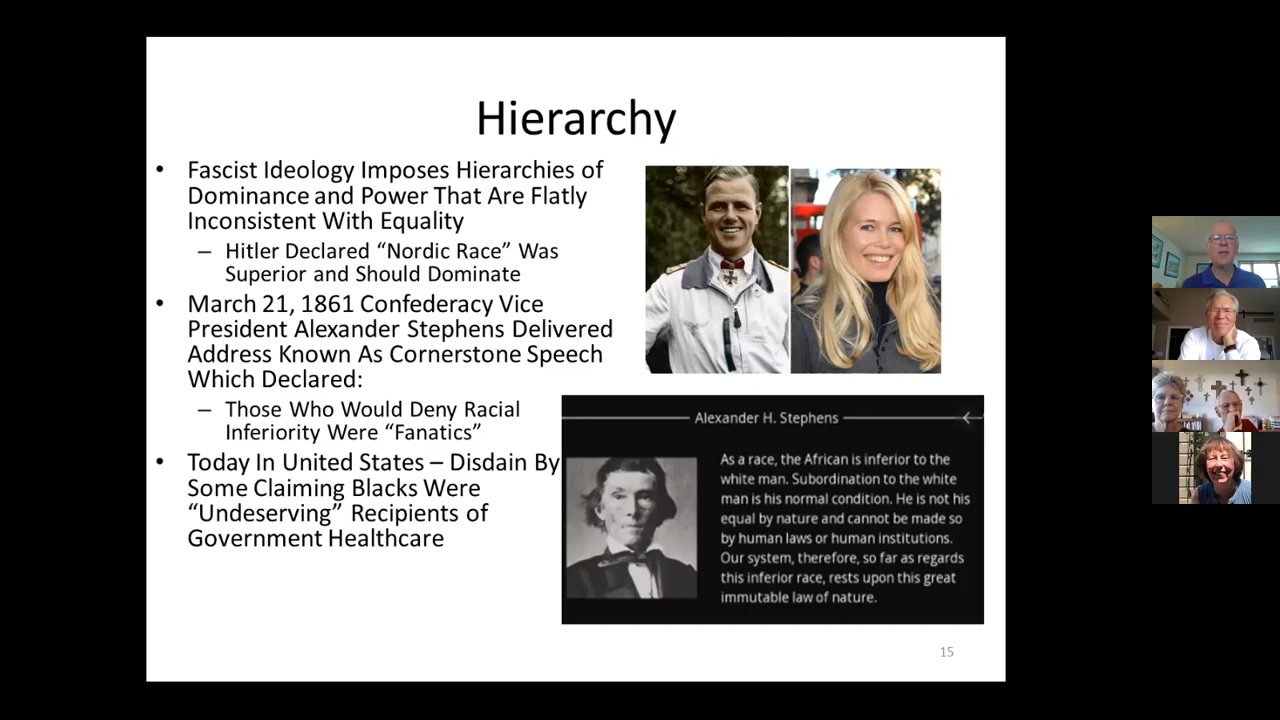 Hierarchy
• Fascist Ideology Imposes Hierarchies of
Dominance and Power That Are Flatly
Inconsistent With Equality
– Hitler Declared “Nordic Race” Was
Superior and Should Dominate
• March 21, 1861 Confederacy Vice
President Alexander Stephens Delivered
Address Known As Cornerstone Speech
Which Declared:
– Those Who Would Deny Racial
Inferiority Were “Fanatics”
• Today In United States – Disdain By
Some Claiming Blacks Were
“Undeserving” Recipients of
Government Healthcare
Alexander H. Stephens
As a race, the African is inferior to the
white man. Subordination to the white
man is his normal condition. He is not his
equal by nature and cannot be made so
by human laws or human institutions.
Our system, therefore, so far as regards
this inferior race, rests upon this great
immutable law of nature.
15